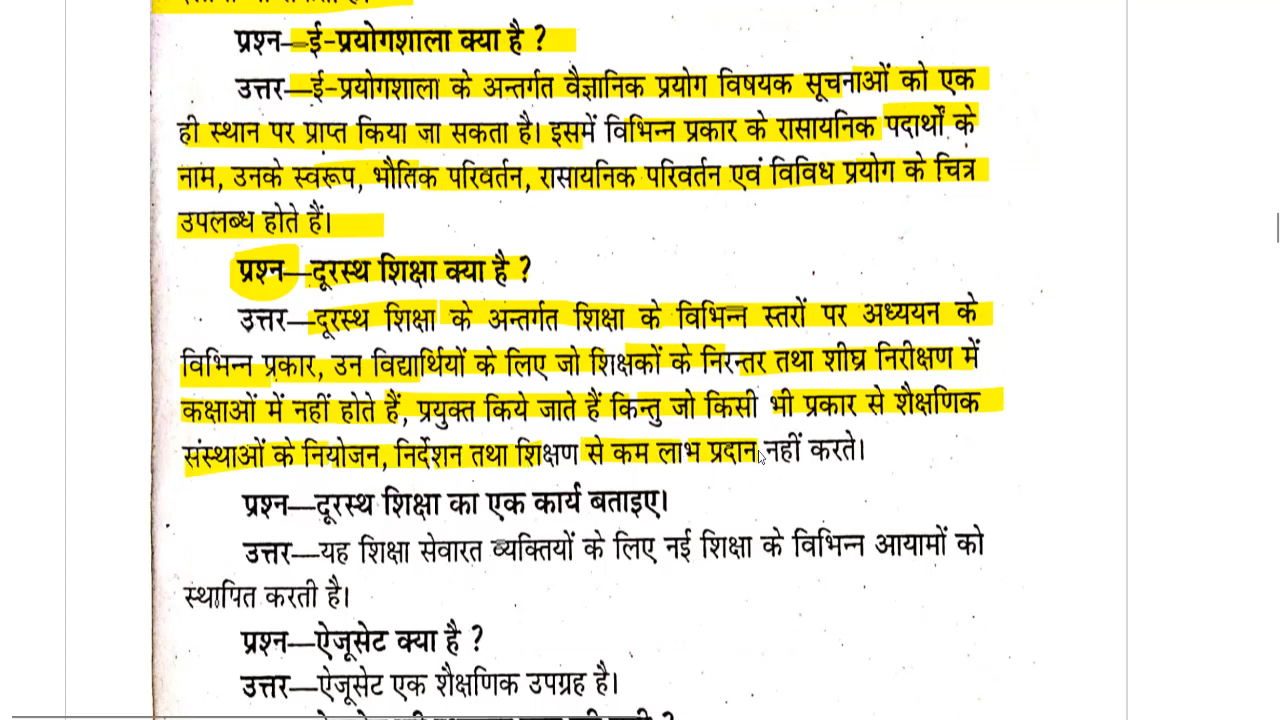 प्रश्न—ई-प्रयोगशाला क्या है ?
उत्तर—ई-प्रयोगशाला के अन्तर्गत वैज्ञानिक प्रयोग विषयक सूचनाओं को एक
ही स्थान पर प्राप्त किया जा सकता है। इसमें विभिन्न प्रकार के रासायनिक पदार्थों के
नाम, उनके स्वरूप, भौतिक परिवर्तन, रासायनिक परिवर्तन एवं विविध प्रयोग के चित्र
उपलब्ध होते हैं।
प्रश्न—दूरस्थ शिक्षा क्या है ?
उत्तर—दूरस्थ शिक्षा के अन्तर्गत शिक्षा के विभिन्न स्तरों पर अध्ययन के
विभिन्न प्रकार, उन विद्यार्थियों के लिए जो शिक्षकों के निरन्तर तथा शीघ्र निरीक्षण में
कक्षाओं में नहीं होते हैं, प्रयुक्त किये जाते हैं किन्तु जो किसी भी प्रकार से शैक्षणिक
संस्थाओं के नियोजन, निर्देशन तथा शिक्षण से कम लाभ प्रदान नहीं करते।
प्रश्न—दूरस्थ शिक्षा का एक कार्य बताइए।
उत्तर—यह शिक्षा सेवारत व्यक्तियों के लिए नई शिक्षा के विभिन्न आयामों को
स्थापित करती है।
प्रश्न—ऐजूसेट क्या है ?
उत्तर—ऐजूसेट एक शैक्षणिक उपग्रह है।